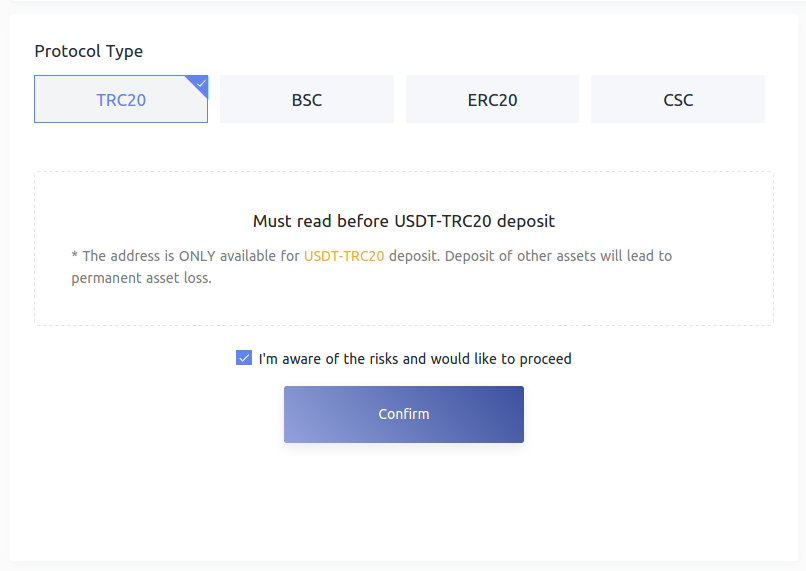 Protocol Type
TRC20
BSC
ERC20
CSC
Must read before USDT-TRC20 deposit
* The address is ONLY available for USDT-TRC20 deposit. Deposit of other assets will lead to
permanent asset loss.
I'm aware of the risks and would like to proceed
Confirm